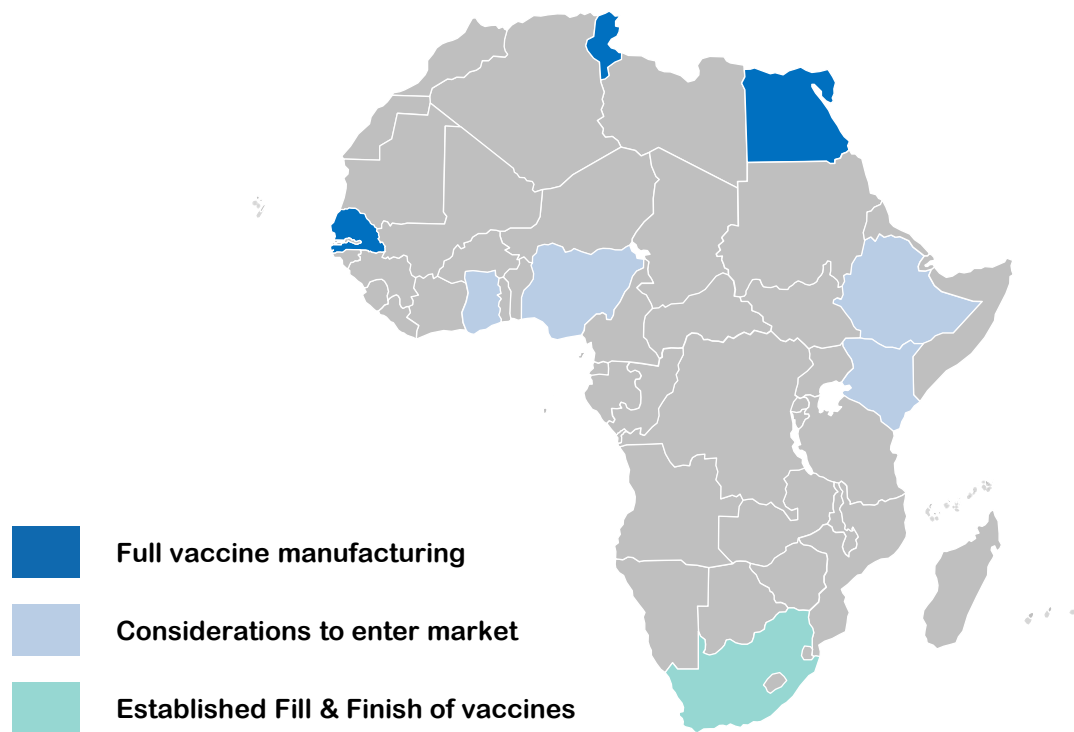 Full vaccine manufacturing
Considerations to enter market
Established Fill & Finish of vaccines